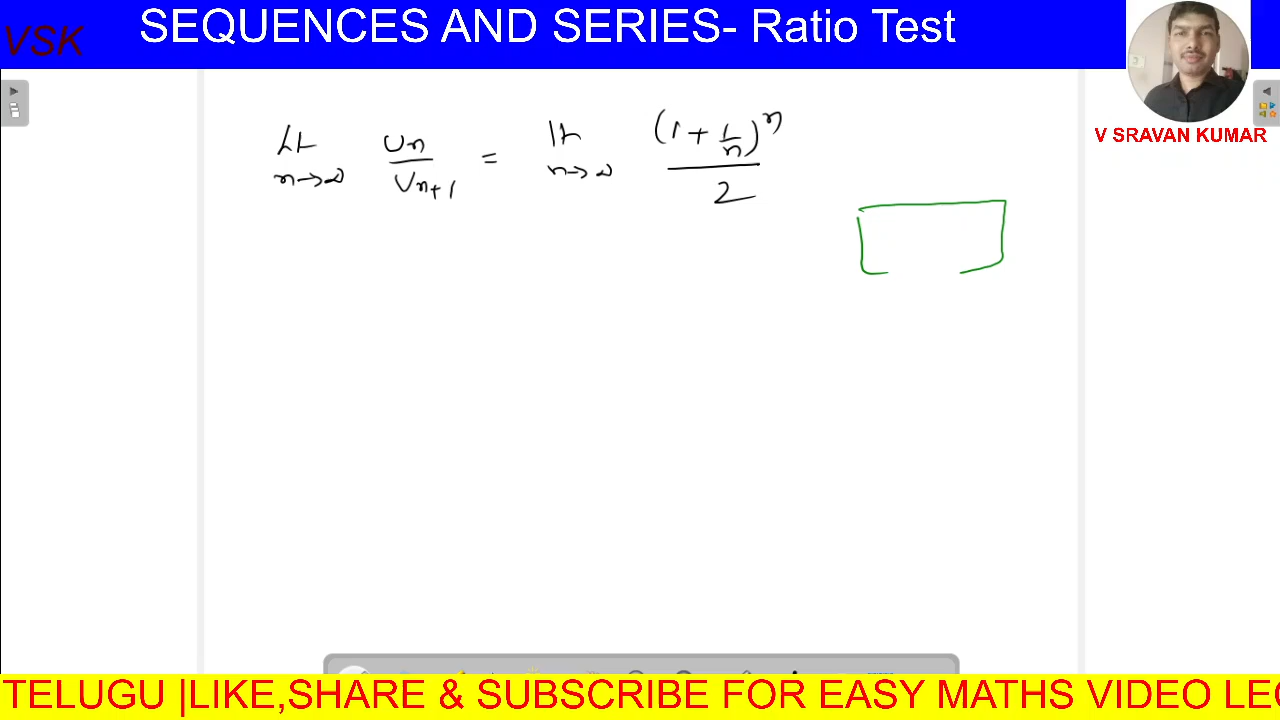 SEQUENCES AND SERIES- Ratio Test
VSK
V SRAVAN KUMAR
Lt n→∞ Un/Un+1 = lt n→∞ (1 + 1/n)^n / 2
TELUGU |LIKE,SHARE & SUBSCRIBE FOR EASY MATHS VIDEO LEC